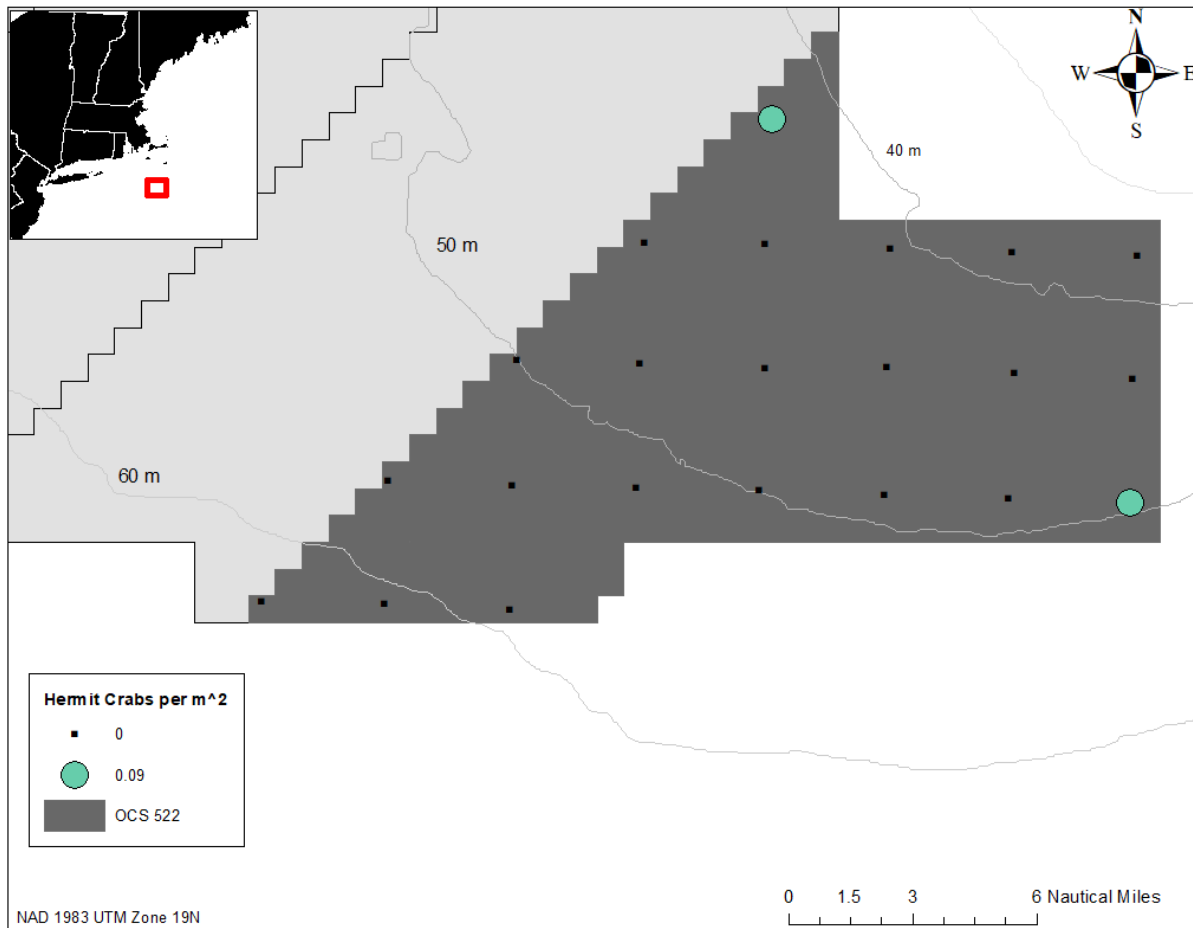 N
W E
S
40 m
50 m
60 m
Hermit Crabs per m^2
0
0.09
OCS 522
0 1.5 3 6 Nautical Miles
NAD 1983 UTM Zone 19N